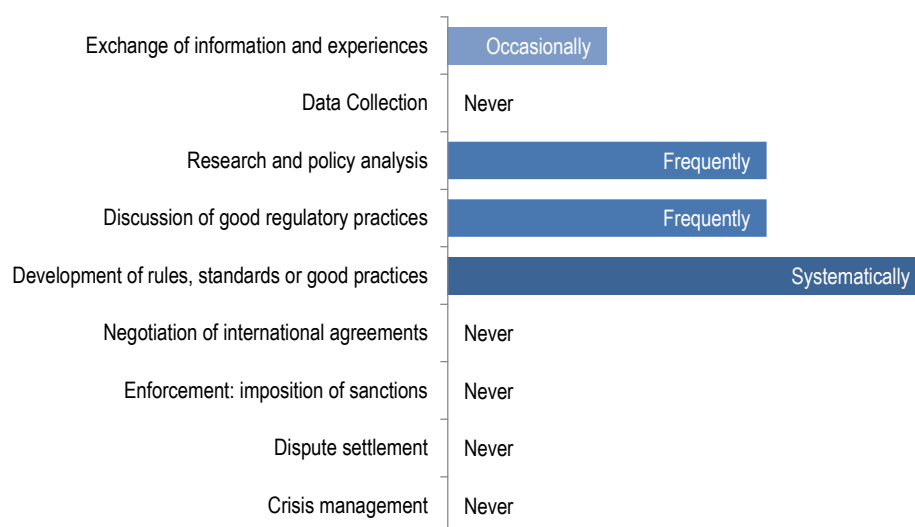 Exchange of information and experiences Occasionally
Data Collection Never
Research and policy analysis Frequently
Discussion of good regulatory practices Frequently
Development of rules, standards or good practices Systematically
Negotiation of international agreements Never
Enforcement: imposition of sanctions Never
Dispute settlement Never
Crisis management Never